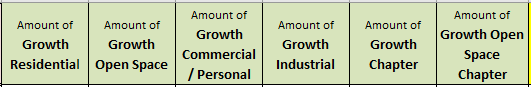 Amount of
Growth
Residential
Amount of
Growth
Open Space
Amount of
Growth
Commercial
/ Personal
Amount of
Growth
Industrial
Amount of
Growth
Chapter
Amount of
Growth Open
Space
Chapter